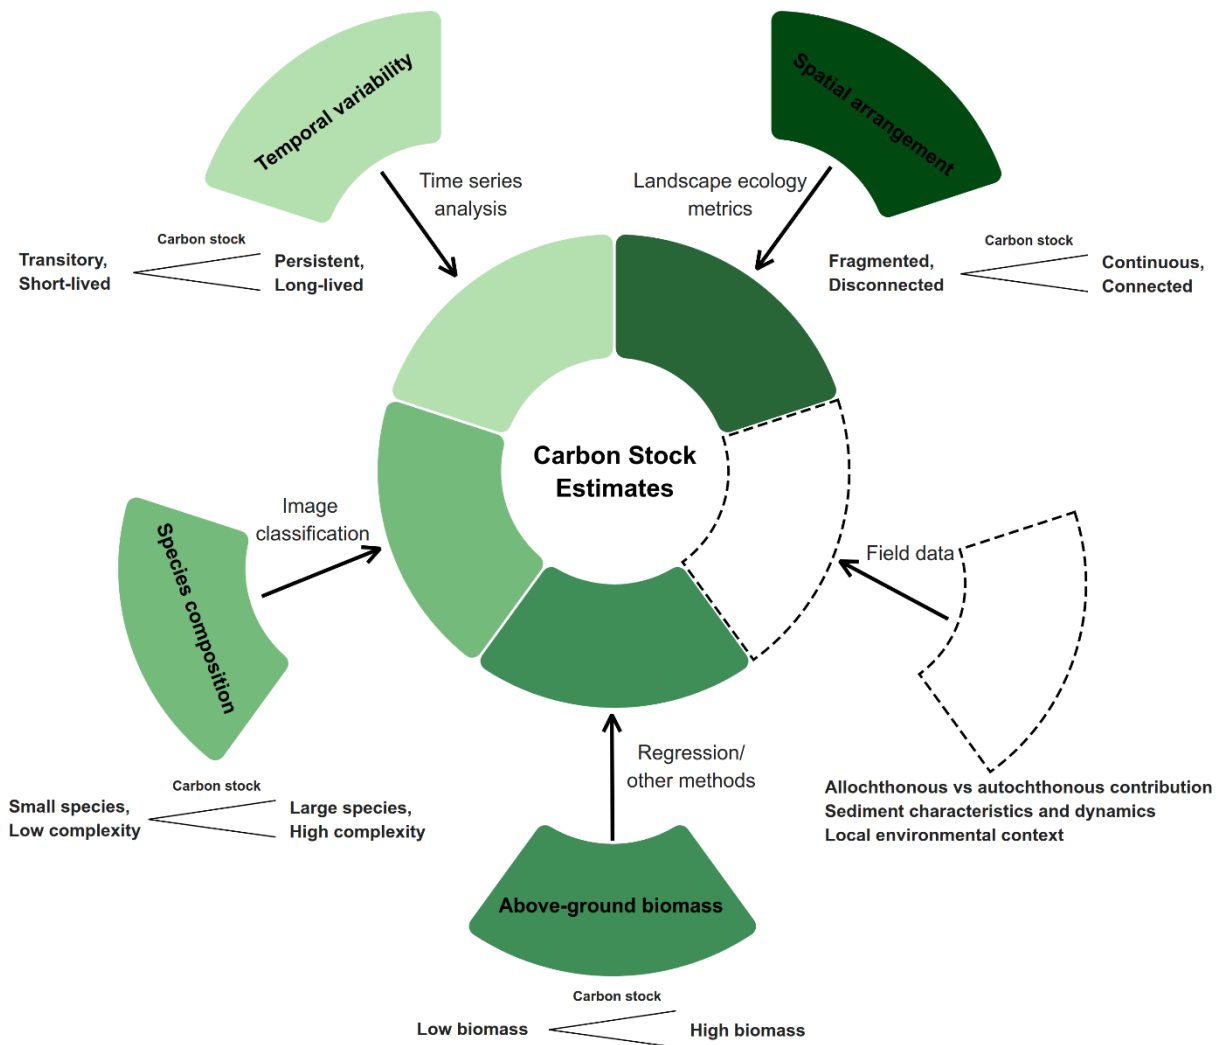 Temporal variability
Spatial arrangement
Time series
analysis
Landscape ecology
metrics
Carbon stock
Transitory,
Short-lived
Persistent,
Long-lived
Carbon stock
Fragmented,
Disconnected
Continuous,
Connected
Carbon Stock
Estimates
Image
classification
Species composition
Field data
Regression/
other methods
Carbon stock
Small species,
Low complexity
Large species,
High complexity
Allochthonous vs autochthonous contribution
Sediment characteristics and dynamics
Local environmental context
Above-ground biomass
Carbon stock
Low biomass
High biomass